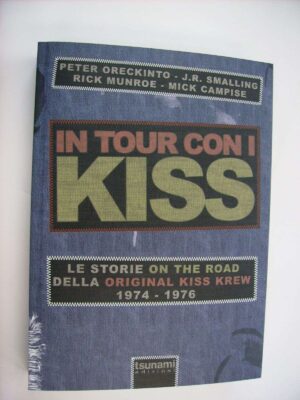 PETER ORECKINTO - J.R. SMALLING
RICK MUNROE - MICK CAMPISE
IN TOUR CON I
KISS
LE STORIE ON THE ROAD
DELLA ORIGINAL KISS KREW
1974 - 1976
tsunami
edizioni